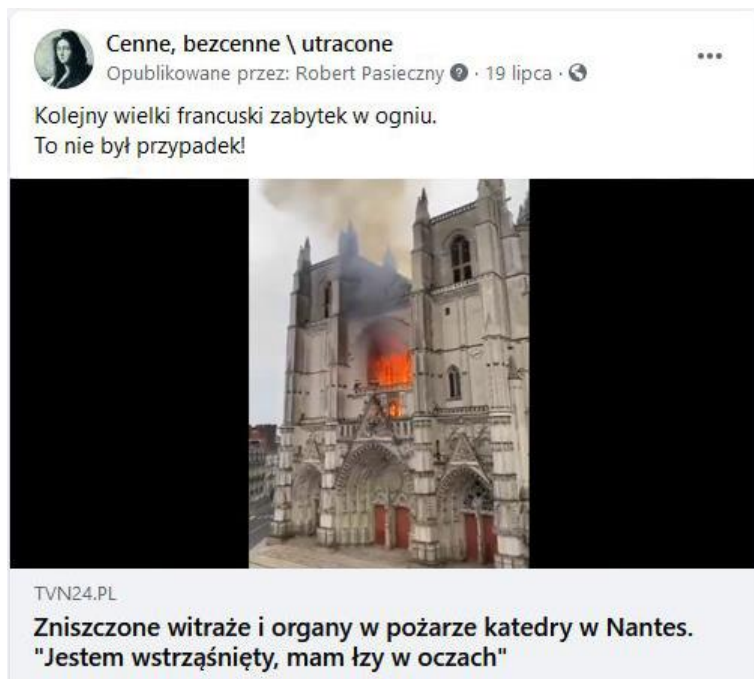 Cenne, bezcenne \ utracone
Opublikowane przez: Robert Pasieczny · 19 lipca ·
Kolejny wielki francuski zabytek w ogniu.
To nie był przypadek!
TVN24.PL
Zniszczone witraże i organy w pożarze katedry w Nantes.
"Jestem wstrząśnięty, mam łzy w oczach"